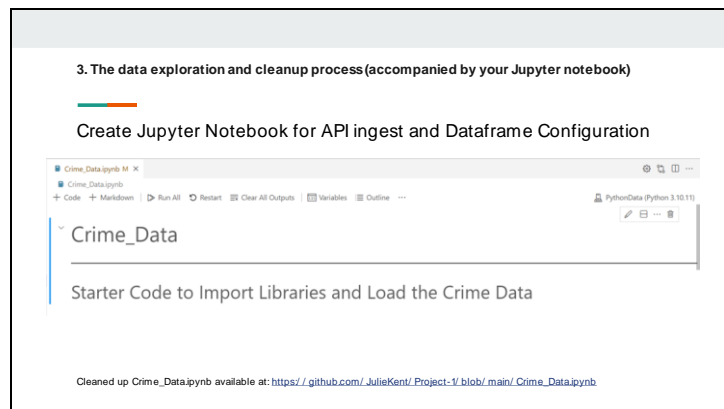 3. The data exploration and cleanup process (accompanied by your Jupyter notebook)
Create Jupyter Notebook for API ingest and Dataframe Configuration
Crime_Data.ipynb M ×
Crime_Data.ipynb
+ Code + Markdown | Run All Restart Clear All Outputs | Variables Outline ... PythonData (Python 3.10.11)
Crime_Data
Starter Code to Import Libraries and Load the Crime Data
Cleaned up Crime_Data.ipynb available at: https://github.com/JulieKent/Project-1/blob/main/Crime_Data.ipynb